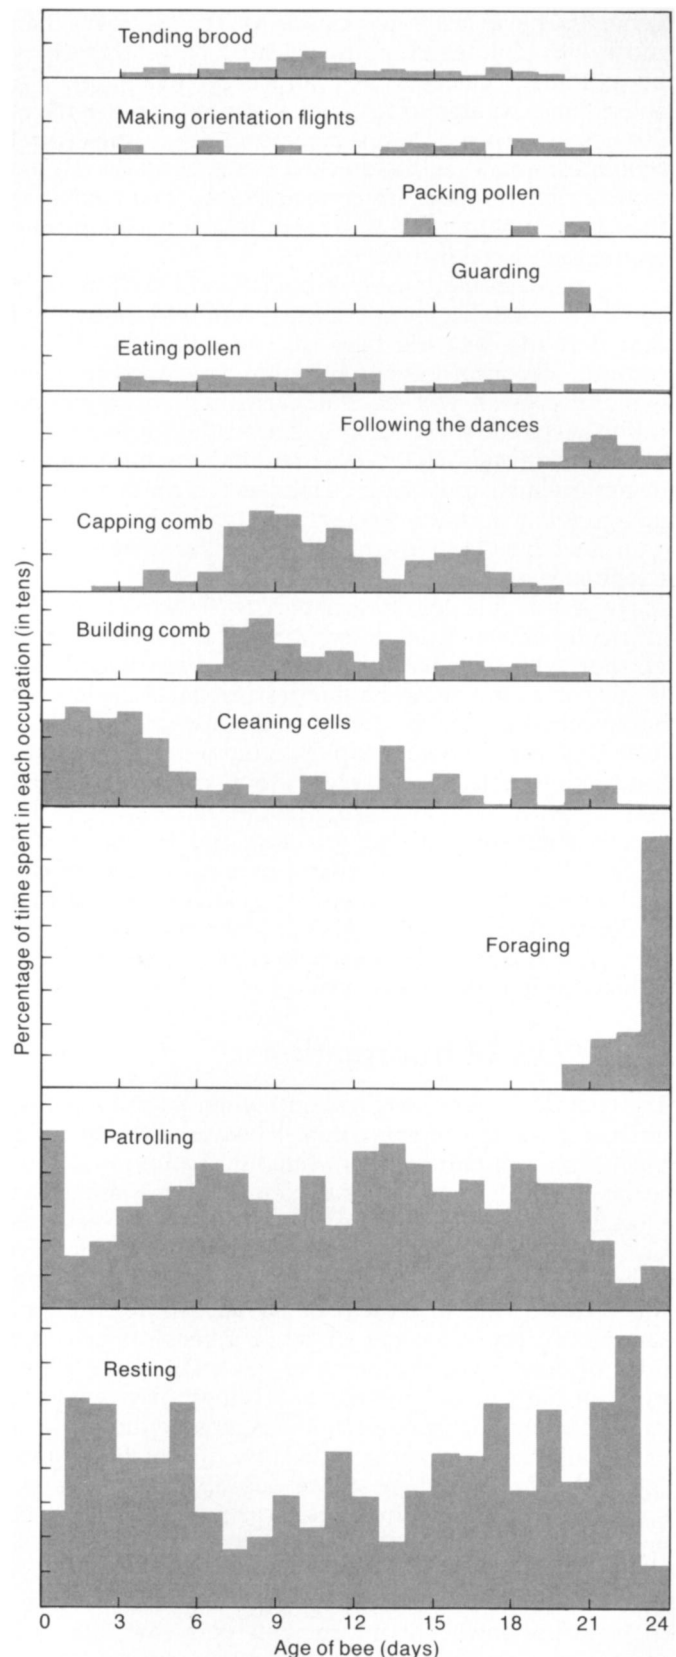 Tending brood
Making orientation flights
Packing pollen
Guarding
Eating pollen
Following the dances
Capping comb
Building comb
Cleaning cells
Foraging
Patrolling
Resting
Percentage of time spent in each occupation (in tens)
0 3 6 9 12 15 18 21 24
Age of bee (days)